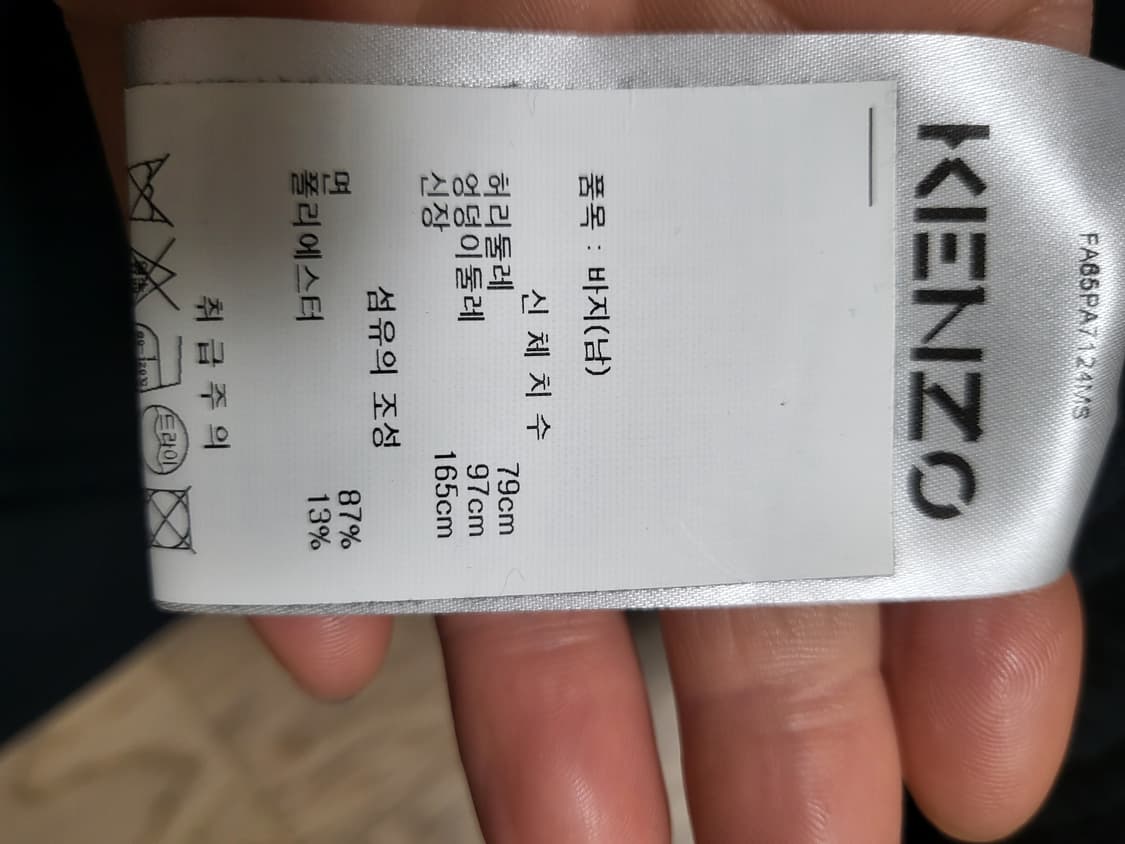 FA65PA7124MS
KENZO
품목 : 바지(남)
신 체 치 수
허리둘레 79cm
엉덩이둘레 97cm
신장 165cm
섬유의 조성
면 87%
폴리에스터 13%
취 급 주 의
드라이